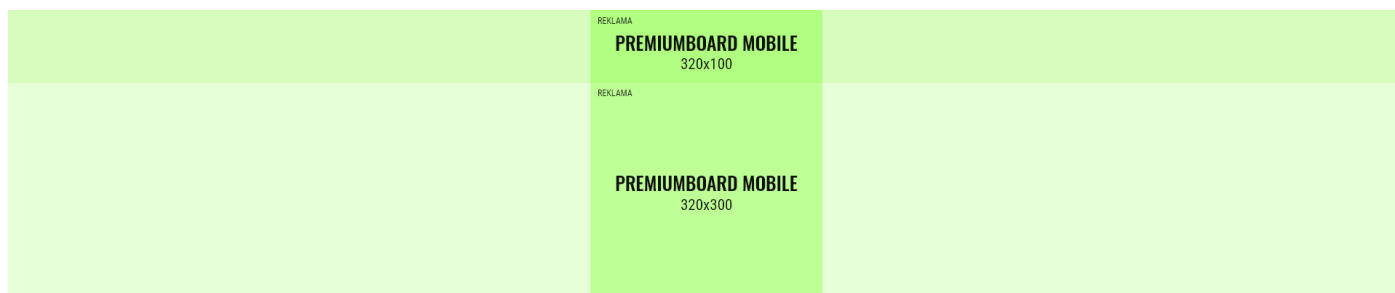 REKLAMA
PREMIUMBOARD MOBILE
320x100
REKLAMA
PREMIUMBOARD MOBILE
320x300